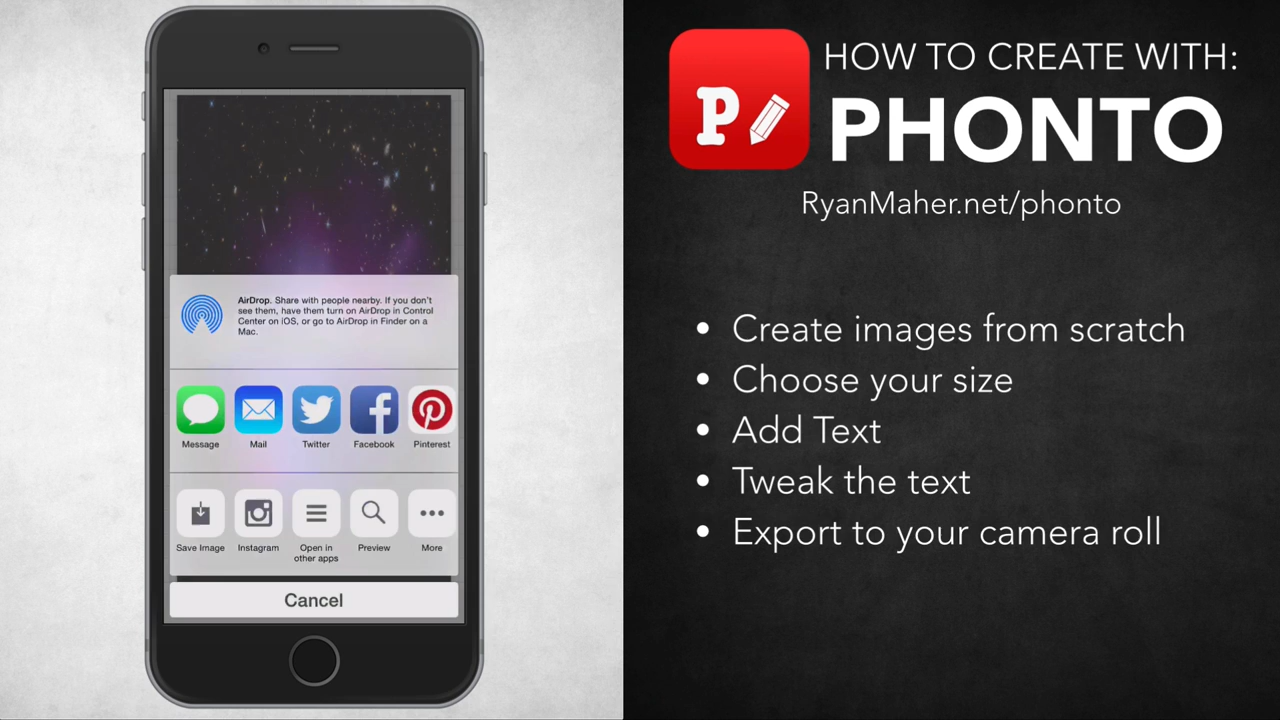 AirDrop. Share with people nearby. If you don't
see them, have them turn on AirDrop in Control
Center on iOS, or go to AirDrop in Finder on a
Mac.
Message Mail Twitter Facebook Pinterest
Save Image Instagram Open in Preview More
other apps
Cancel
P
HOW TO CREATE WITH:
PHONTO
RyanMaher.net/phonto
• Create images from scratch
• Choose your size
• Add Text
• Tweak the text
• Export to your camera roll